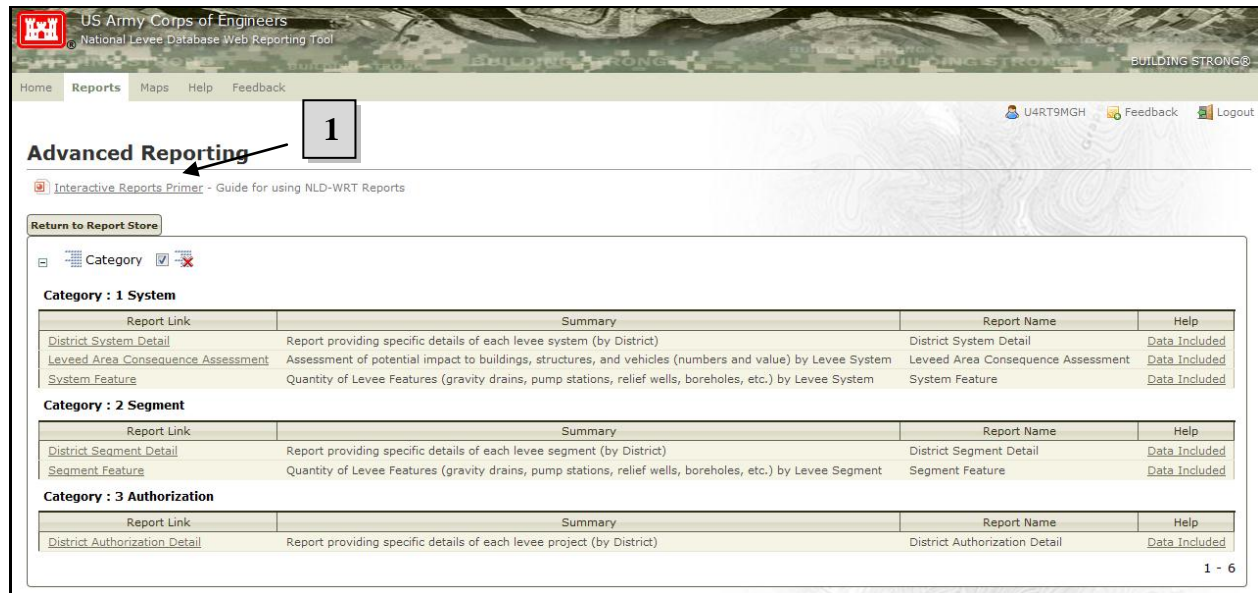 US Army Corps of Engineers
®
National Levee Database Web Reporting Tool
BUILDING STRONG
BUILDING STRONG
BUILDING STRONG
BUILDING STRONG®
Home Reports Maps Help Feedback
U4RT9MGH Feedback Logout
1
Advanced Reporting
Interactive Reports Primer - Guide for using NLD-WRT Reports
Return to Report Store
Category
Category : 1 System
Report Link Summary Report Name Help
District System Detail Report providing specific details of each levee system (by District) District System Detail Data Included
Leveed Area Consequence Assessment Assessment of potential impact to buildings, structures, and vehicles (numbers and value) by Levee System Leveed Area Consequence Assessment Data Included
System Feature Quantity of Levee Features (gravity drains, pump stations, relief wells, boreholes, etc.) by Levee System System Feature Data Included
Category : 2 Segment
Report Link Summary Report Name Help
District Segment Detail Report providing specific details of each levee segment (by District) District Segment Detail Data Included
Segment Feature Quantity of Levee Features (gravity drains, pump stations, relief wells, boreholes, etc.) by Levee Segment Segment Feature Data Included
Category : 3 Authorization
Report Link Summary Report Name Help
District Authorization Detail Report providing specific details of each levee project (by District) District Authorization Detail Data Included
1 - 6